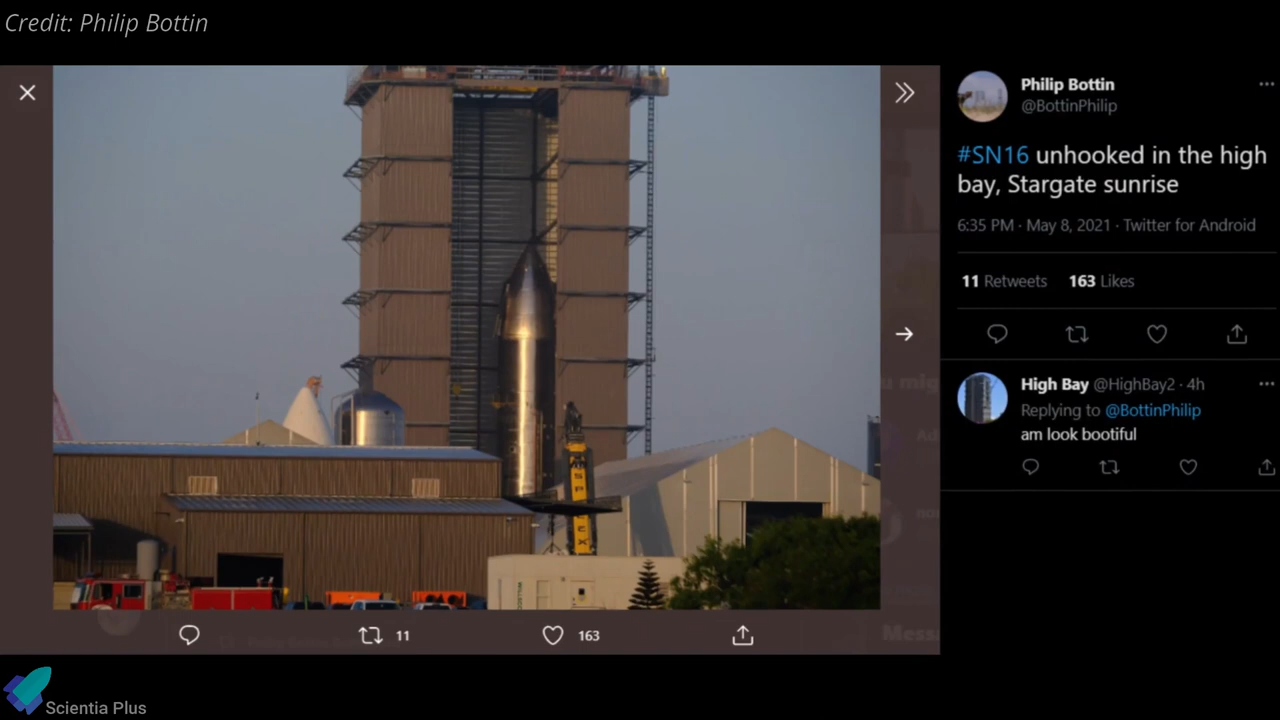 Credit: Philip Bottin
Philip Bottin
@BottinPhilip
#SN16 unhooked in the high
bay, Stargate sunrise
6:35 PM · May 8, 2021 · Twitter for Android
11 Retweets 163 Likes
High Bay @HighBay2 · 4h
Replying to @BottinPhilip
am look bootiful
11
163
Scientia Plus